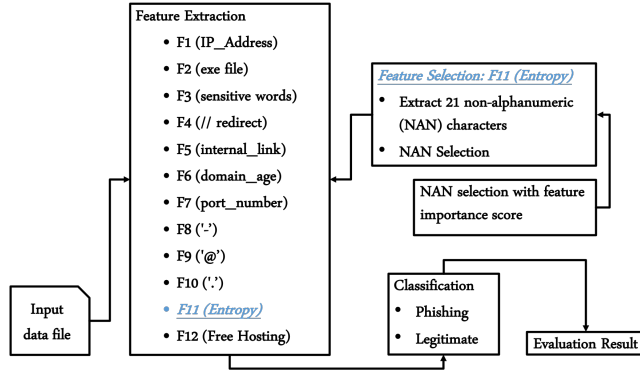 Feature Extraction
• F1 (IP_Address)
• F2 (exe file)
• F3 (sensitive words)
• F4 (// redirect)
• F5 (internal_link)
• F6 (domain_age)
• F7 (port_number)
• F8 ('-')
• F9 ('@')
• F10 ('.')
• F11 (Entropy)
• F12 (Free Hosting)
Feature Selection: F11 (Entropy)
• Extract 21 non-alphanumeric
(NAN) characters
• NAN Selection
NAN selection with feature
importance score
Input
data file
Classification
• Phishing
• Legitimate
Evaluation Result